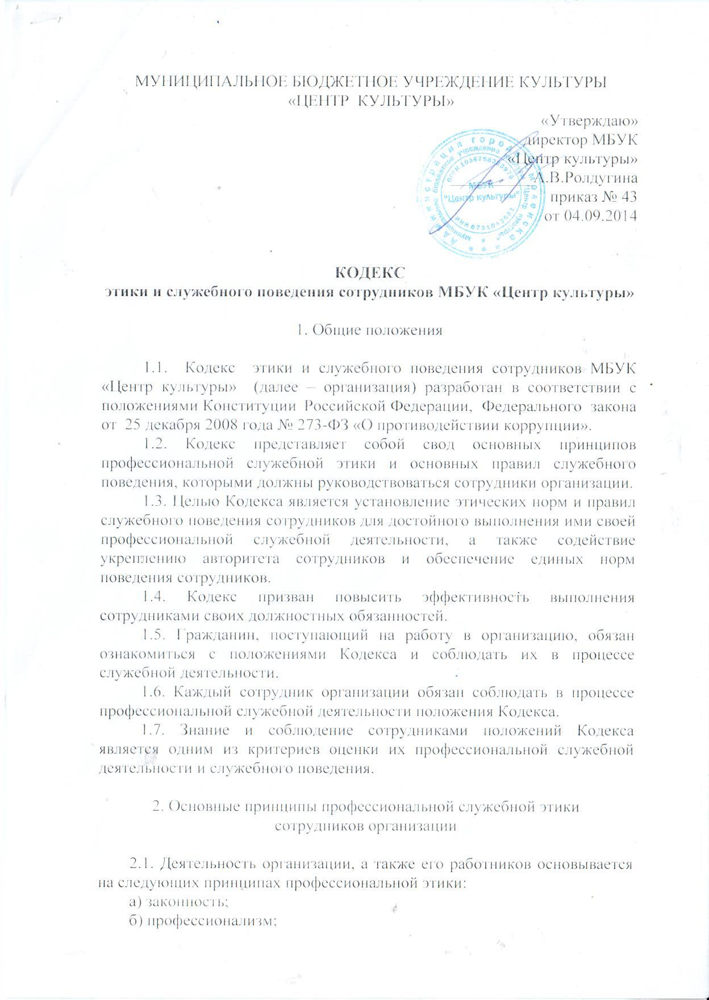 МУНИЦИПАЛЬНОЕ БЮДЖЕТНОЕ УЧРЕЖДЕНИЕ КУЛЬТУРЫ
«ЦЕНТР КУЛЬТУРЫ»
«Утверждаю»
директор МБУК
«Центр культуры»
А.В.Ролдугина
приказ № 43
от 04.09.2014
МБУК
"Центр культуры"
ИНН 6731043681
КОДЕКС
этики и служебного поведения сотрудников МБУК «Центр культуры»
1. Общие положения
1.1. Кодекс этики и служебного поведения сотрудников МБУК
«Центр культуры» (далее – организация) разработан в соответствии с
положениями Конституции Российской Федерации, Федерального закона
от 25 декабря 2008 года № 273-ФЗ «О противодействии коррупции».
1.2. Кодекс представляет собой свод основных принципов
профессиональной служебной этики и основных правил служебного
поведения, которыми должны руководствоваться сотрудники организации.
1.3. Целью Кодекса является установление этических норм и правил
служебного поведения сотрудников для достойного выполнения ими своей
профессиональной служебной деятельности, а также содействие
укреплению авторитета сотрудников и обеспечение единых норм
поведения сотрудников.
1.4. Кодекс призван повысить эффективность выполнения
сотрудниками своих должностных обязанностей.
1.5. Гражданин, поступающий на работу в организацию, обязан
ознакомиться с положениями Кодекса и соблюдать их в процессе
служебной деятельности.
1.6. Каждый сотрудник организации обязан соблюдать в процессе
профессиональной служебной деятельности положения Кодекса.
1.7. Знание и соблюдение сотрудниками положений Кодекса
является одним из критериев оценки их профессиональной служебной
деятельности и служебного поведения.
2. Основные принципы профессиональной служебной этики
сотрудников организации
2.1. Деятельность организации, а также его работников основывается
на следующих принципах профессиональной этики:
а) законность;
б) профессионализм;